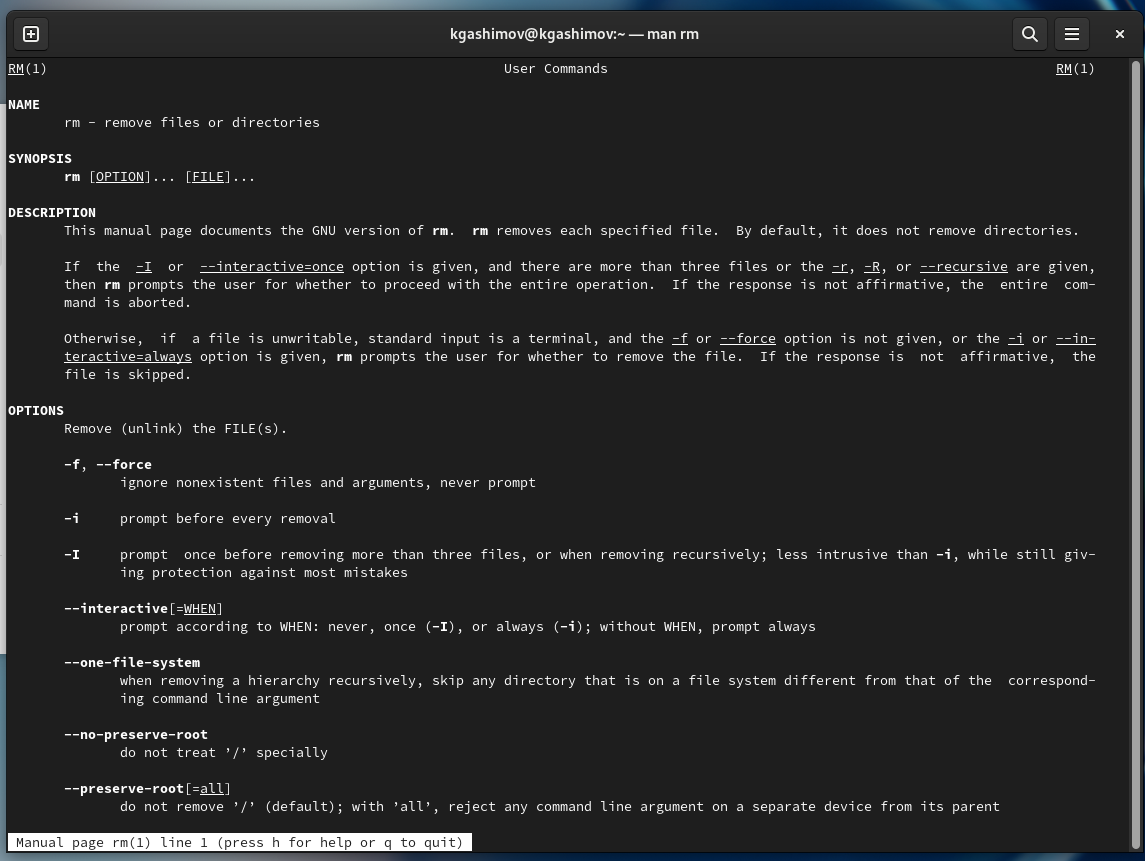 kgashimov@kgashimov:~ — man rm
RM(1) User Commands RM(1)
NAME
rm - remove files or directories
SYNOPSIS
rm [OPTION]... [FILE]...
DESCRIPTION
This manual page documents the GNU version of rm.  rm removes each specified file.  By default, it does not remove directories.
If  the  -I  or  --interactive=once option is given, and there are more than three files or the -r, -R, or --recursive are given,
then rm prompts the user for whether to proceed with the entire operation.  If the response is not affirmative, the  entire  com-
mand is aborted.
Otherwise,  if  a file is unwritable, standard input is a terminal, and the -f or --force option is not given, or the -i or --in-
teractive=always option is given, rm prompts the user for whether to remove the file.  If the response is  not  affirmative,  the
file is skipped.
OPTIONS
Remove (unlink) the FILE(s).
-f, --force
ignore nonexistent files and arguments, never prompt
-i     prompt before every removal
-I     prompt  once before removing more than three files, or when removing recursively; less intrusive than -i, while still giv-
ing protection against most mistakes
--interactive[=WHEN]
prompt according to WHEN: never, once (-I), or always (-i); without WHEN, prompt always
--one-file-system
when removing a hierarchy recursively, skip any directory that is on a file system different from that of the  correspond-
ing command line argument
--no-preserve-root
do not treat ’/’ specially
--preserve-root[=all]
do not remove ’/’ (default); with ’all’, reject any command line argument on a separate device from its parent
Manual page rm(1) line 1 (press h for help or q to quit)